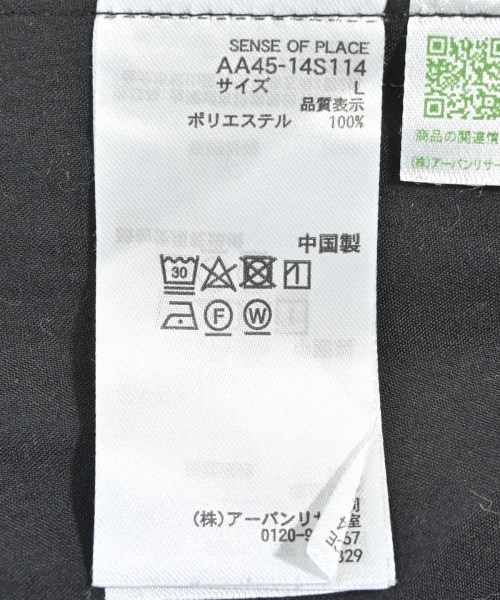 SENSE OF PLACE
AA45-14S114
サイズ L
品質表示
ポリエステル 100%
中国製
30
F
W
(株)アーバンリサ
室
0120-9
67
329
商品の関連情
(株)アーバンリサー